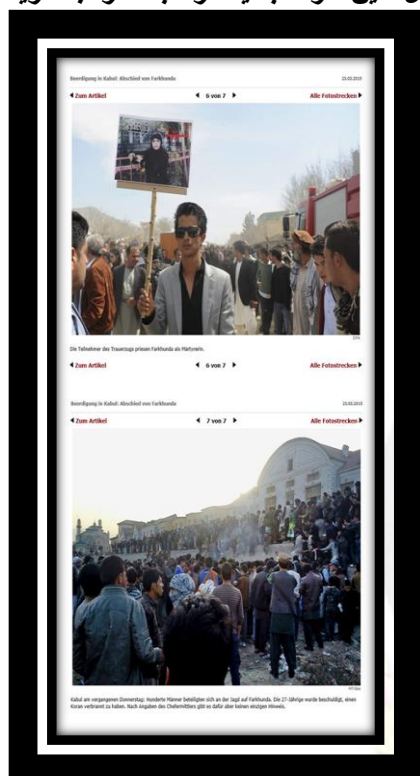 Beerdigung in Kabul: Abschied von Farkhunda 23.03.2015
Zum Artikel 6 von 7 Alle Fotostrecken
Die Teilnehmer des Trauerzugs priesen Farkhunda als Märtyrerin.
Zum Artikel 6 von 7 Alle Fotostrecken
Beerdigung in Kabul: Abschied von Farkhunda 23.03.2015
Zum Artikel 7 von 7 Alle Fotostrecken
Kabul am vergangenen Donnerstag: Hunderte Männer beteiligten sich an der Jagd auf Farkhunda. Die 27-Jährige wurde beschuldigt, einen
Koran verbrannt zu haben. Nach Angaben des Chefermittlers gibt es dafür aber keinen einzigen Hinweis.